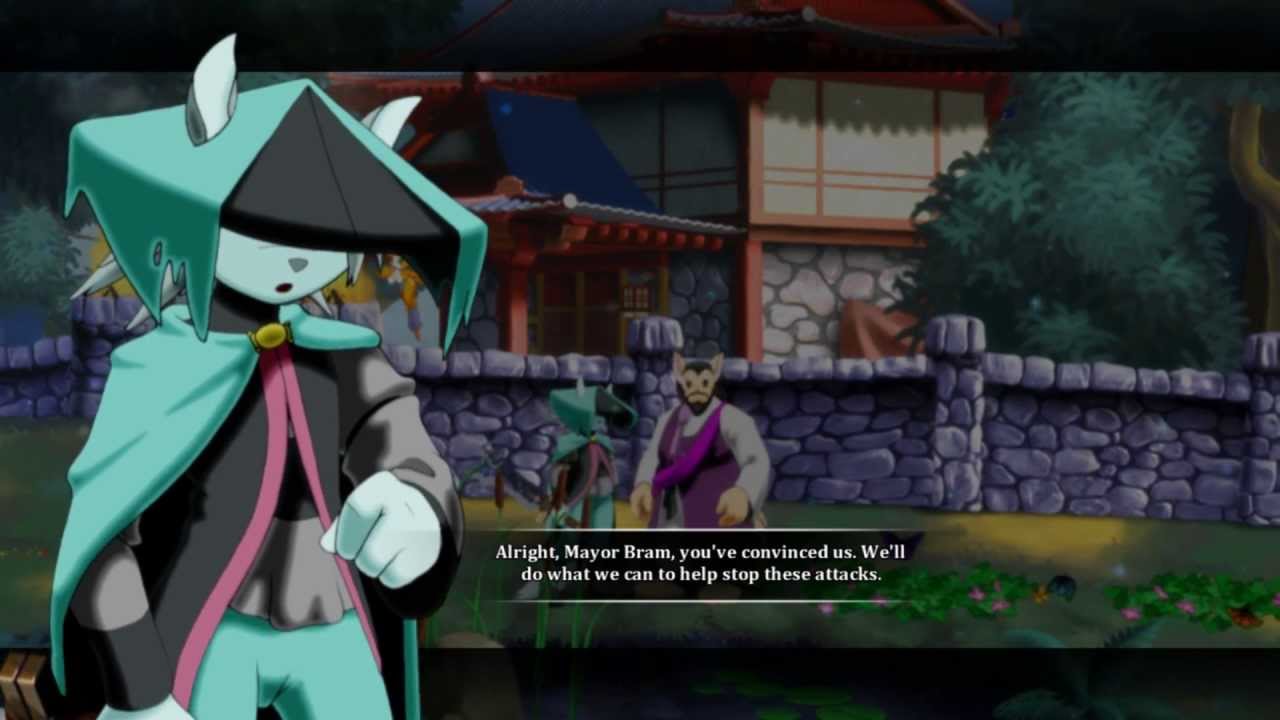 Alright, Mayor Bram, you've convinced us. We'll
do what we can to help stop these attacks.